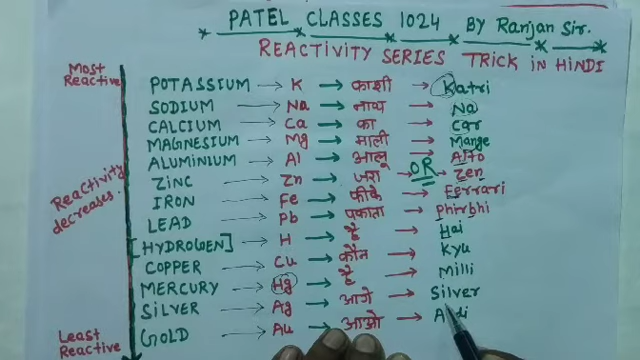 PATEL CLASSES 1024 By Ranjan Sir.
REACTIVITY SERIES TRICK IN HINDI
Most Reactive
POTASSIUM → K → काशी → Katri
SODIUM → Na → नाथ → Na
CALCIUM → Ca → का → Car
MAGNESIUM → Mg → माली → Mange
ALUMINIUM → Al → आलू → Alto
OR
ZINC → Zn → जरा → Zen
IRON → Fe → फीके → Ferrari
LEAD → Pb → पकाता → Phirbhi
[HYDROGEN] → H → है → Hai
COPPER → Cu → कौन → Kyu
MERCURY → Hg → है → Milli
SILVER → Ag → आगे → Silver
GOLD → Au → आओ →
Reactivity decreases.
Least Reactive